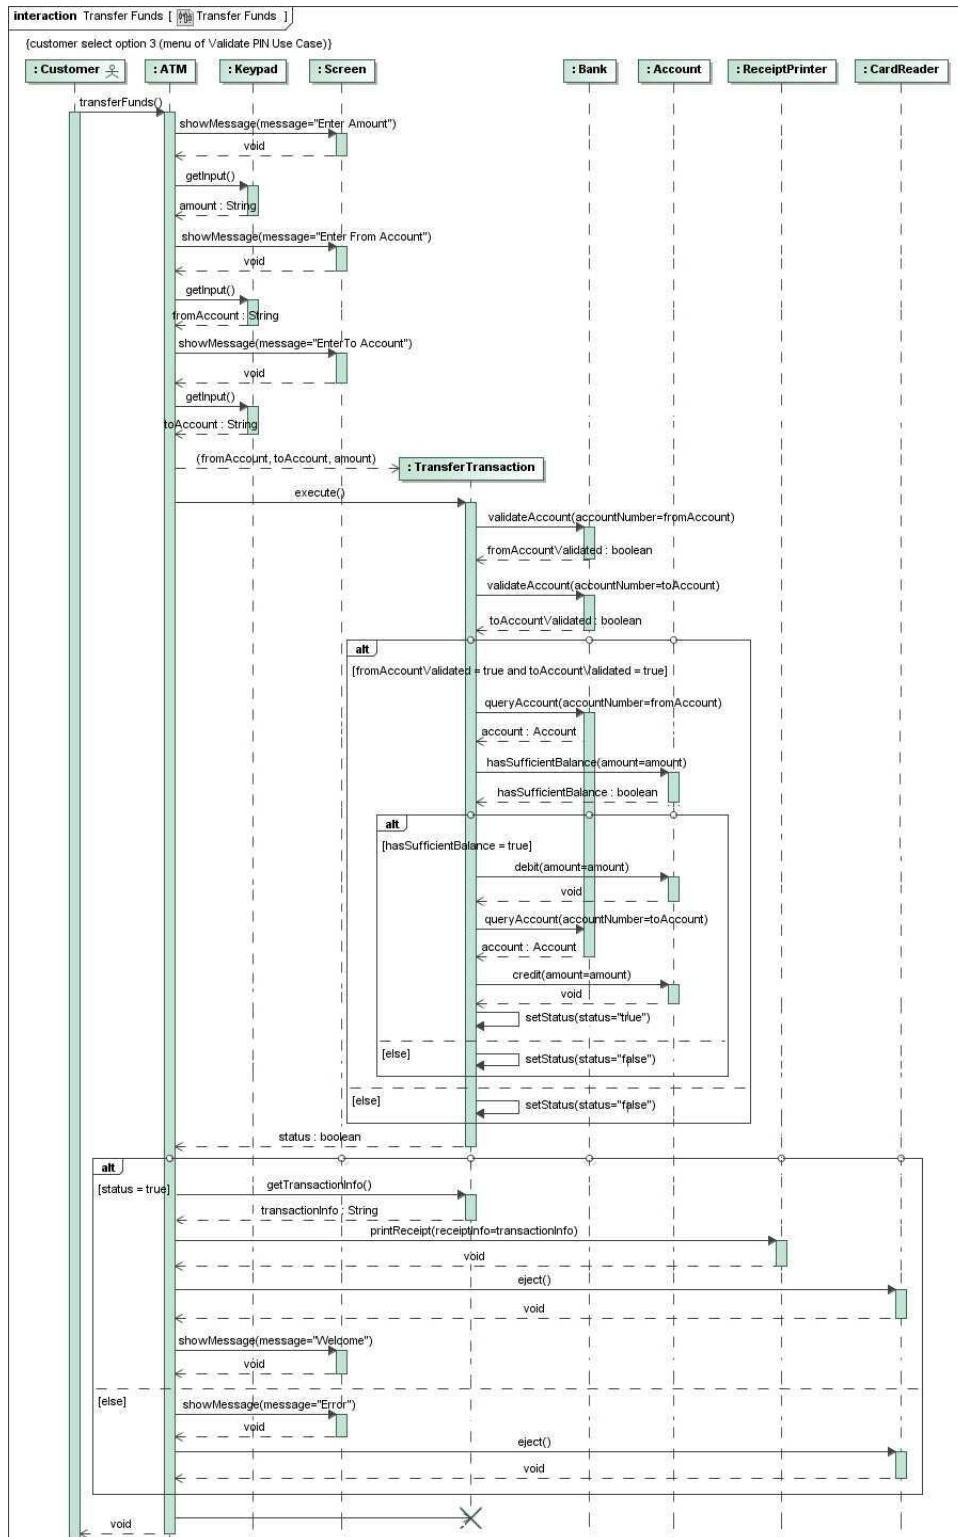 interaction Transfer Funds [ Transfer Funds ]
{customer select option 3 (menu of Validate PIN Use Case)}
: Customer : ATM : Keypad : Screen : Bank : Account : ReceiptPrinter : CardReader
transferFunds()
showMessage(message="Enter Amount")
void
getInput()
amount : String
showMessage(message="Enter From Account")
void
getInput()
fromAccount : String
showMessage(message="EnterTo Account")
void
getInput()
toAccount : String
(fromAccount, toAccount, amount)
: TransferTransaction
execute()
validateAccount(accountNumber=fromAccount)
fromAccountValidated : boolean
validateAccount(accountNumber=toAccount)
toAccountValidated : boolean
alt
[fromAccountValidated = true and toAccountValidated = true]
queryAccount(accountNumber=fromAccount)
account : Account
hasSufficientBalance(amount=amount)
hasSufficientBalance : boolean
alt
[hasSufficientBalance = true]
debit(amount=amount)
void
queryAccount(accountNumber=toAccount)
account : Account
credit(amount=amount)
void
setStatus(status="true")
[else]
setStatus(status="false")
[else]
setStatus(status="false")
status : boolean
alt
[status = true]
getTransactionInfo()
transactionInfo : String
printReceipt(receiptInfo=transactionInfo)
void
eject()
void
showMessage(message="Welcome")
void
[else]
showMessage(message="Error")
void
eject()
void
void